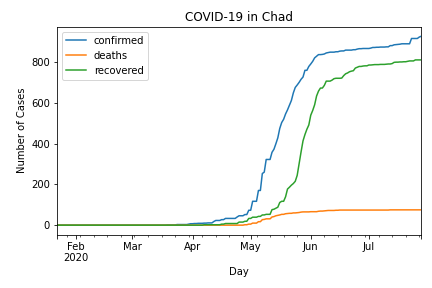 COVID-19 in Chad
confirmed
deaths
recovered
Number of Cases
800
600
400
200
0
Feb
2020
Mar
Apr
May
Jun
Jul
Day